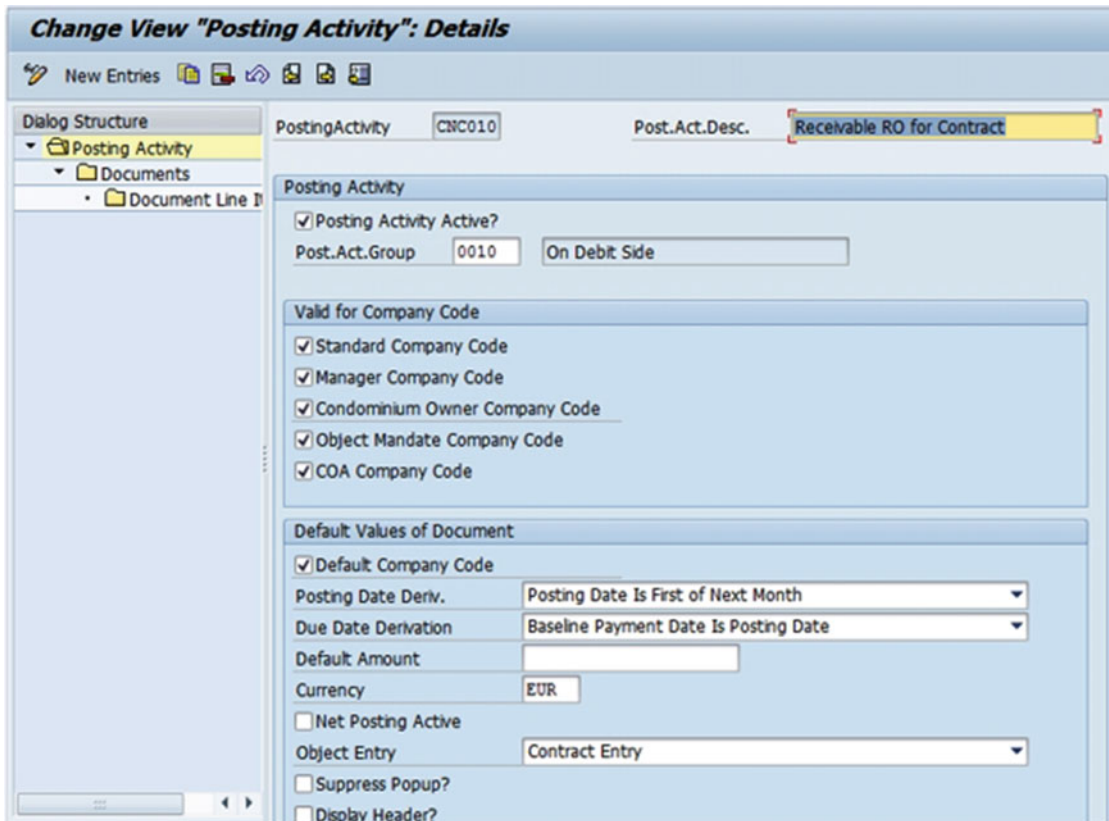 Change View "Posting Activity": Details
New Entries
Dialog Structure
Posting Activity
Documents
Document Line It
PostingActivity CNC010 Post.Act.Desc. Receivable RO for Contract
Posting Activity
Posting Activity Active?
Post.Act.Group 0010 On Debit Side
Valid for Company Code
Standard Company Code
Manager Company Code
Condominium Owner Company Code
Object Mandate Company Code
COA Company Code
Default Values of Document
Default Company Code
Posting Date Deriv. Posting Date Is First of Next Month
Due Date Derivation Baseline Payment Date Is Posting Date
Default Amount
Currency EUR
Net Posting Active
Object Entry Contract Entry
Suppress Popup?
Display Header?